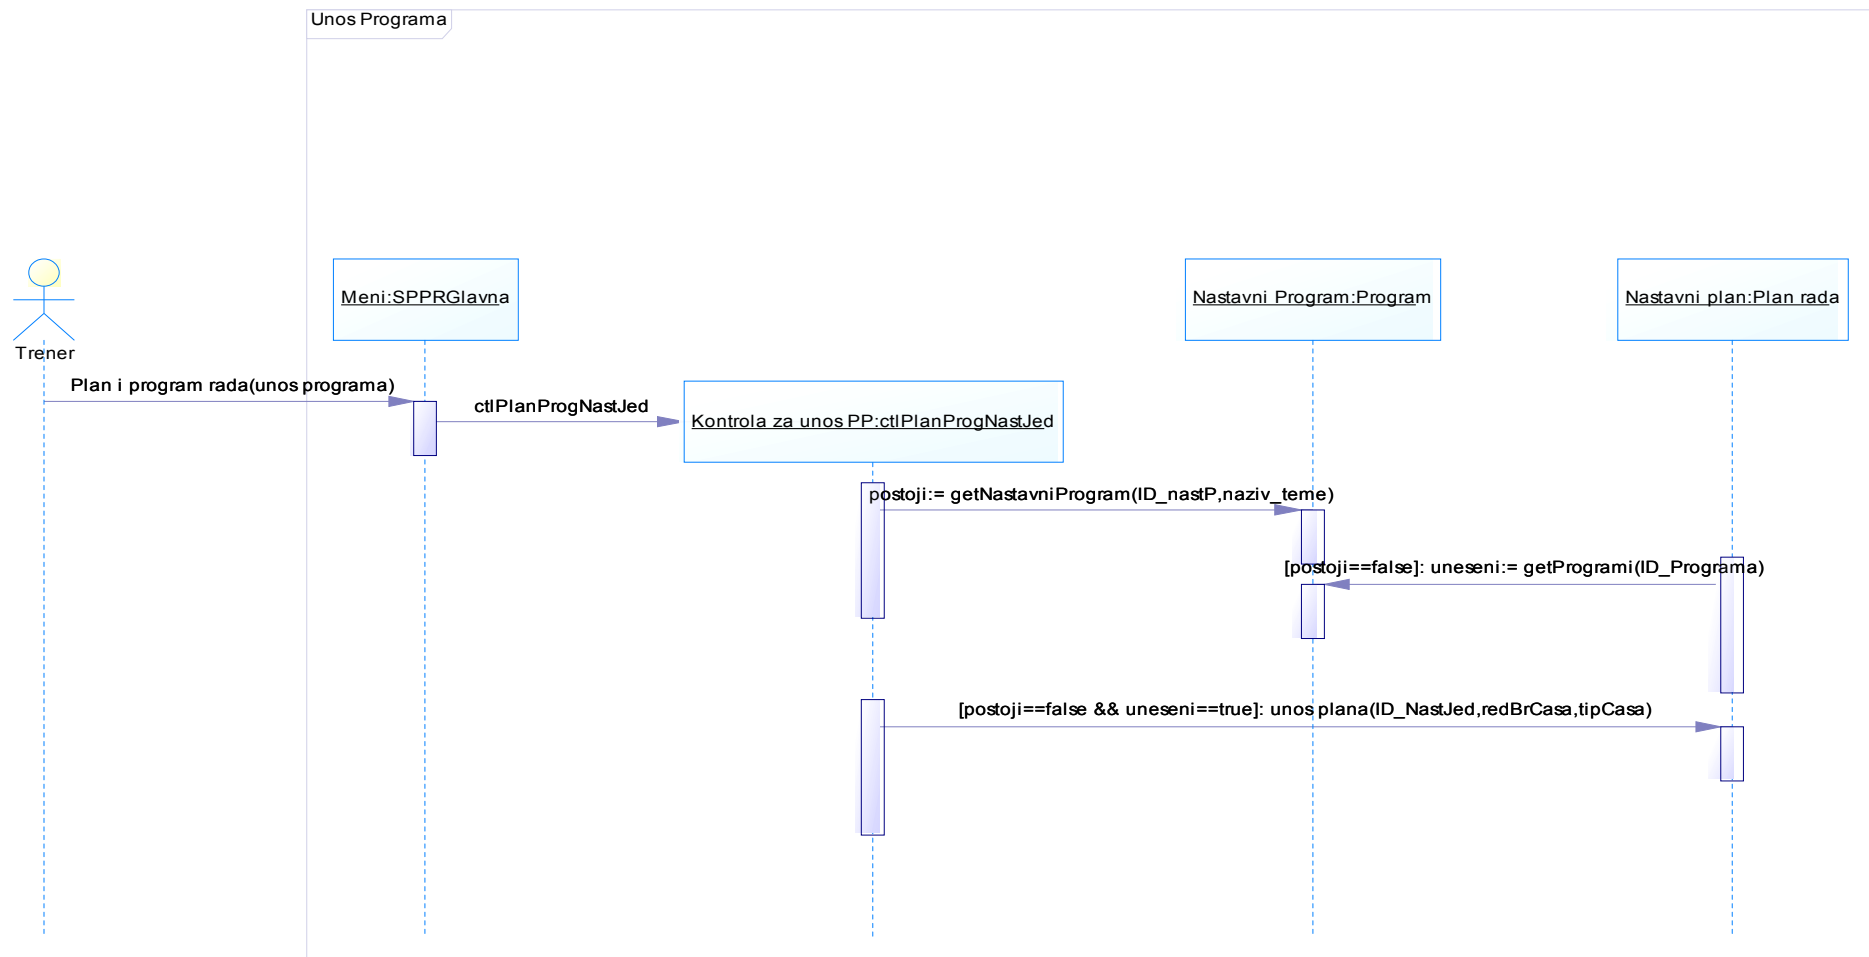 Unos Programa
Meni:SPPRGlavna
Nastavni Program:Program
Nastavni plan:Plan rada
Trener
Plan i program rada(unos programa)
ctlPlanProgNastJed
Kontrola za unos PP:ctlPlanProgNastJed
postoji:= getNastavniProgram(ID_nastP,naziv_teme)
[postoji==false]: uneseni:= getProgrami(ID_Programa)
[postoji==false && uneseni==true]: unos plana(ID_NastJed,redBrCasa,tipCasa)